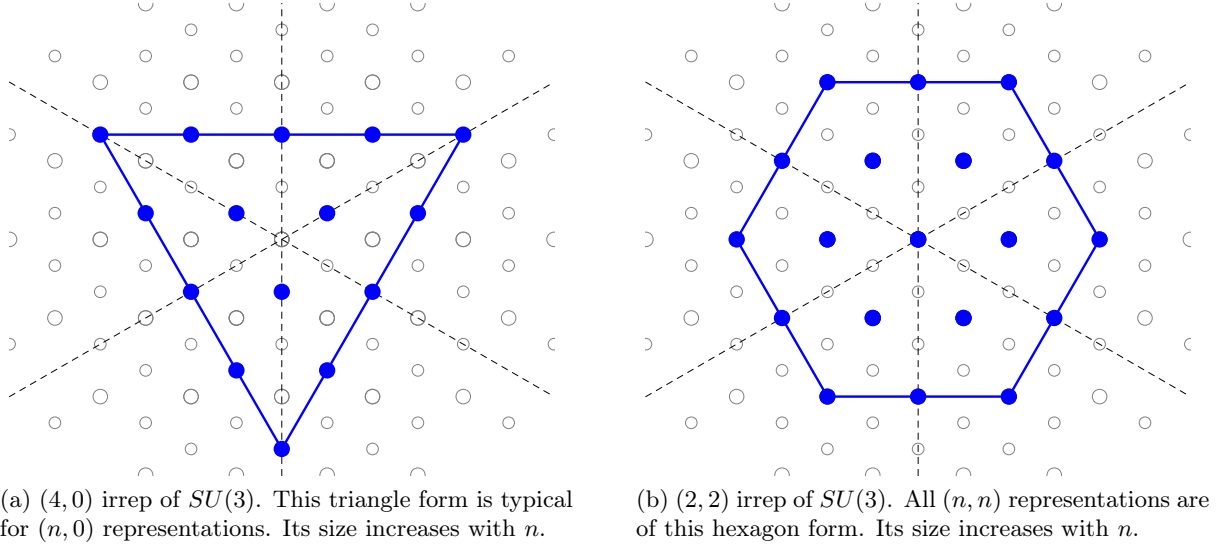 (a) (4, 0) irrep of SU(3). This triangle form is typical
for (n, 0) representations. Its size increases with n.
(b) (2, 2) irrep of SU(3). All (n, n) representations are
of this hexagon form. Its size increases with n.